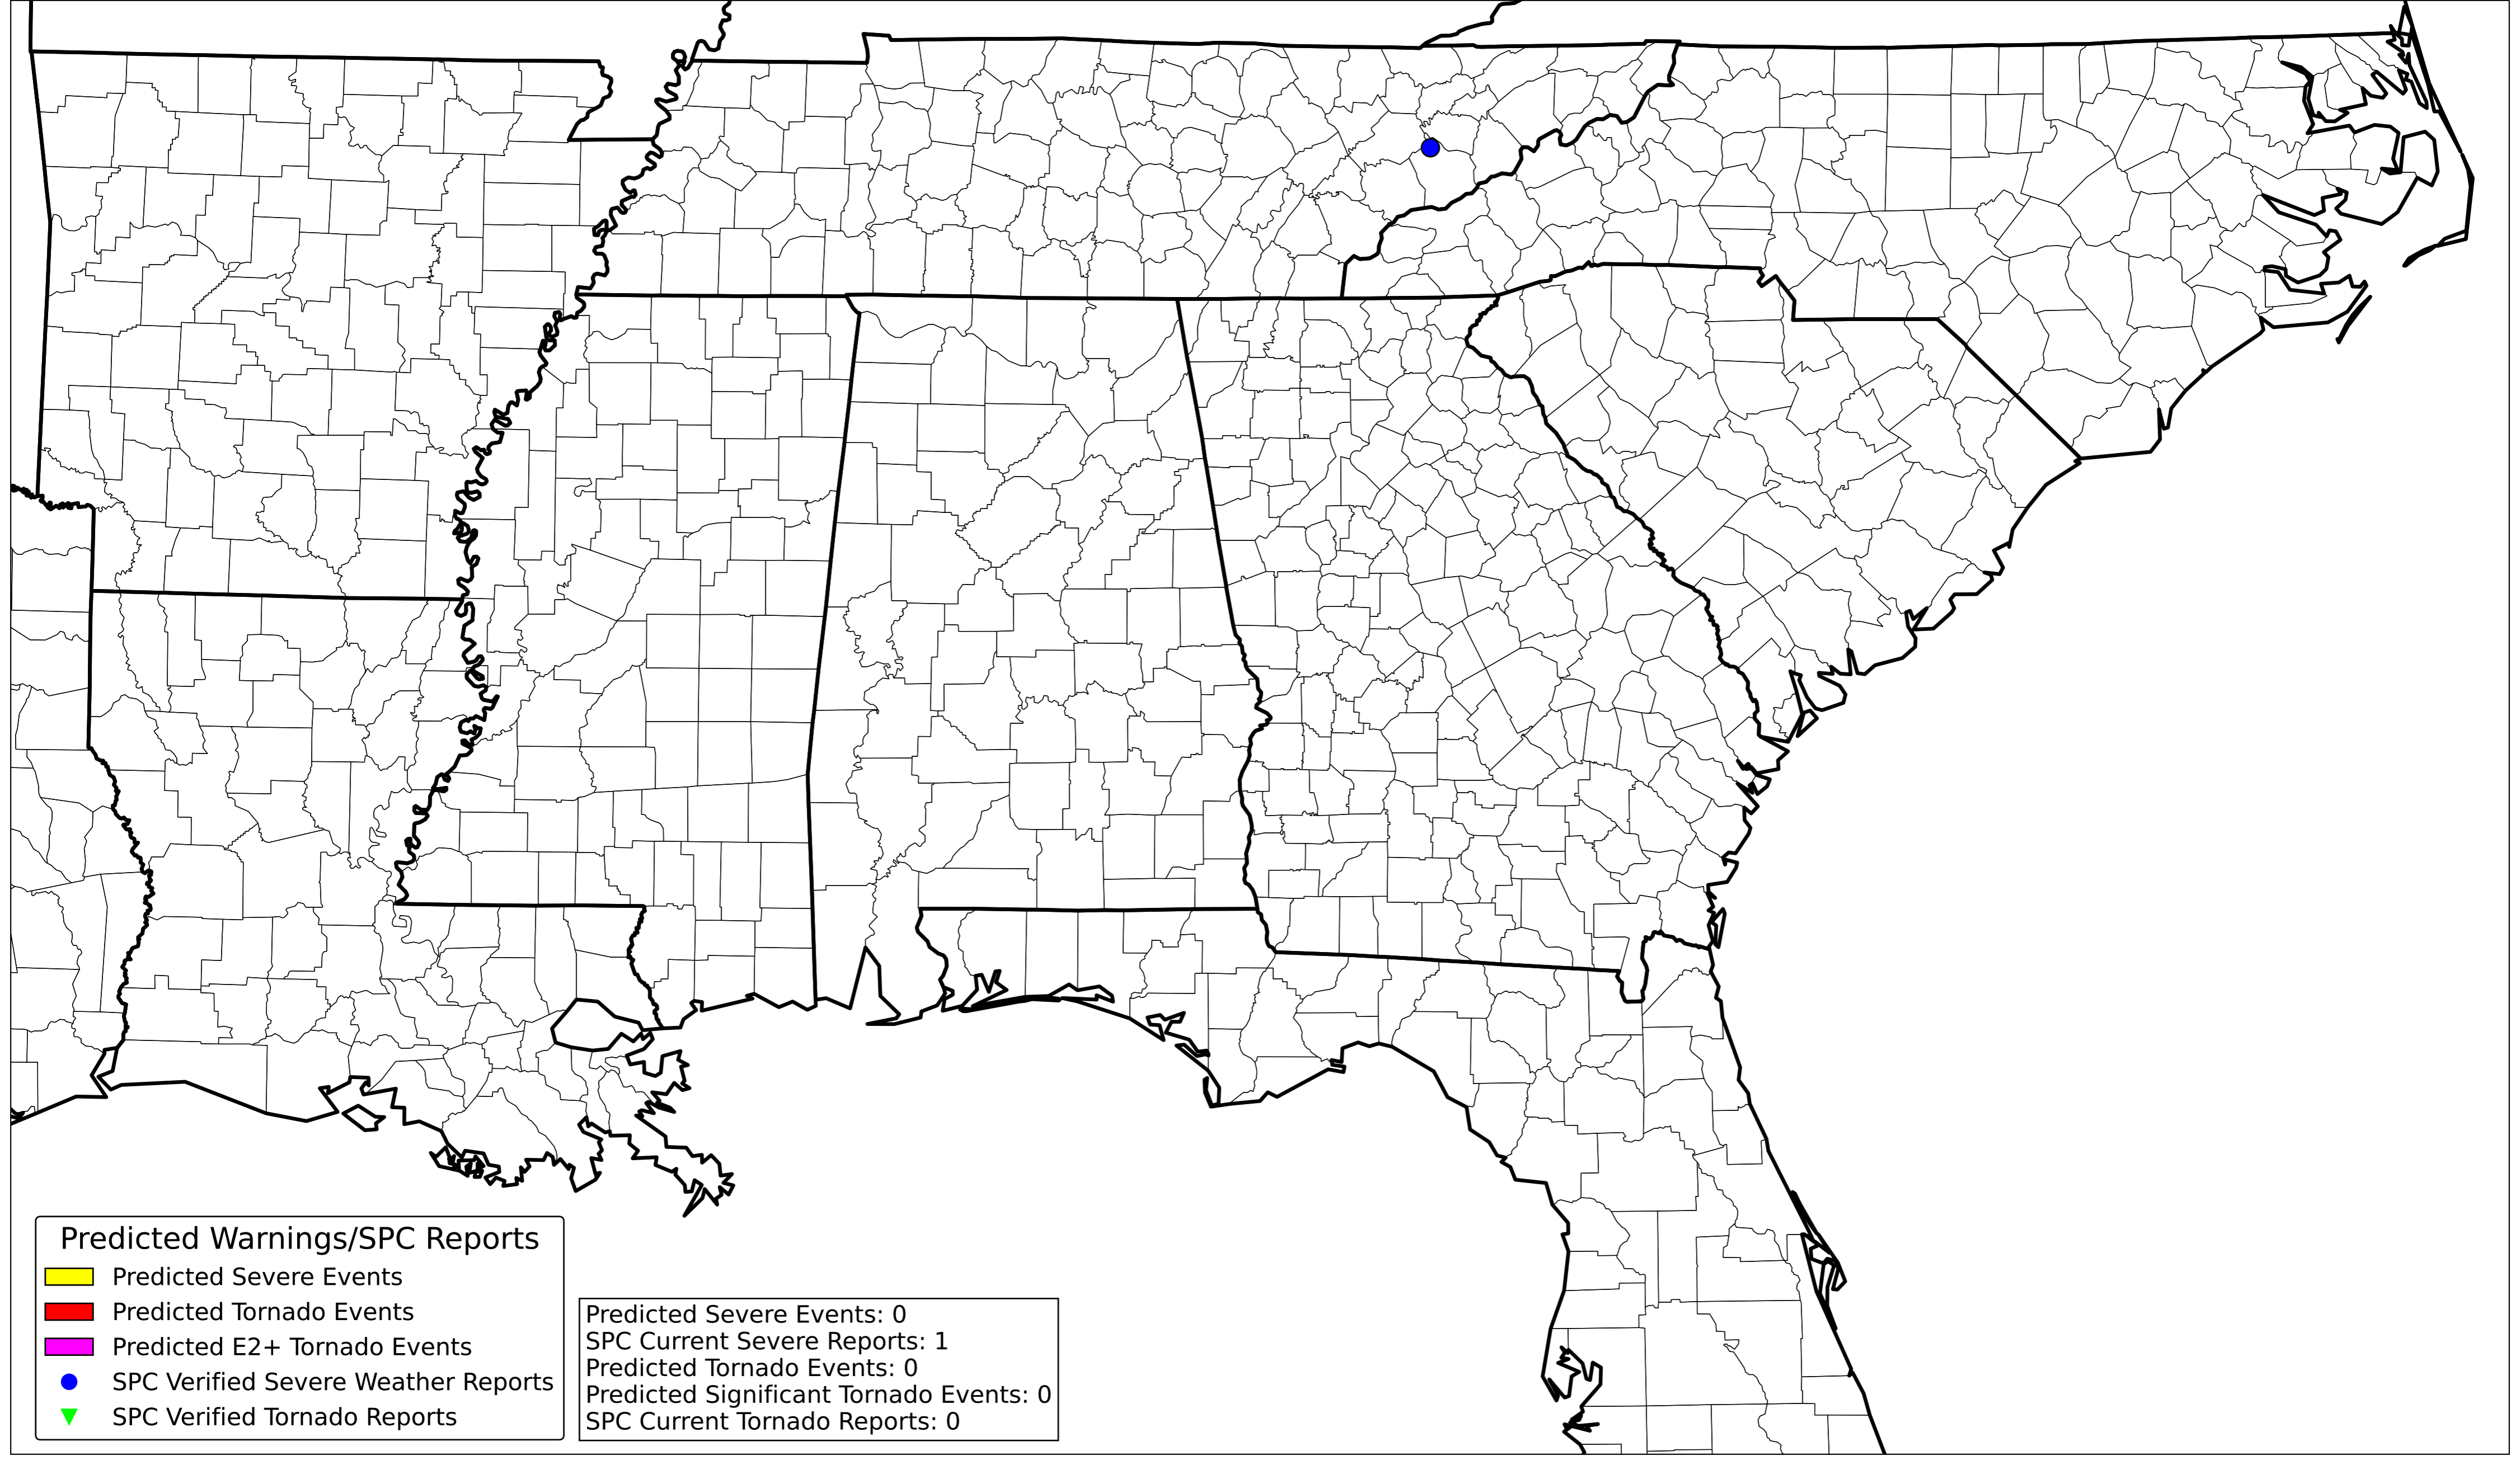 Predicted Warnings/SPC Reports
Predicted Severe Events
Predicted Tornado Events
Predicted E2+ Tornado Events
SPC Verified Severe Weather Reports
SPC Verified Tornado Reports
Predicted Severe Events: 0
SPC Current Severe Reports: 1
Predicted Tornado Events: 0
Predicted Significant Tornado Events: 0
SPC Current Tornado Reports: 0